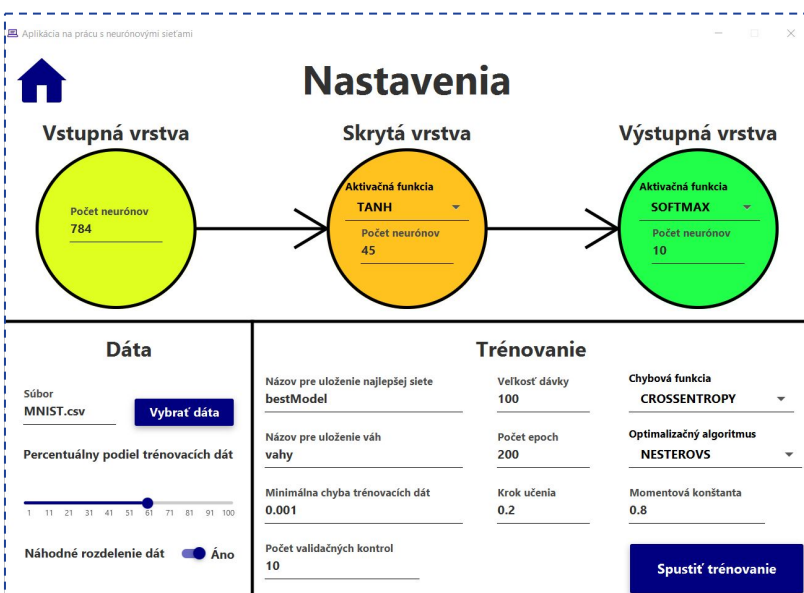 Aplikácia na prácu s neurónovými sieťami
Nastavenia
Vstupná vrstva
Skrytá vrstva
Výstupná vrstva
Počet neurónov
784
Aktivačná funkcia
TANH
Počet neurónov
45
Aktivačná funkcia
SOFTMAX
Počet neurónov
10
Dáta
Súbor
MNIST.csv
Vybrať dáta
Percentuálny podiel trénovacích dát
1 11 21 31 41 51 61 71 81 91 100
Náhodné rozdelenie dát
Áno
Trénovanie
Názov pre uloženie najlepšej siete
bestModel
Veľkosť dávky
100
Chybová funkcia
CROSSENTROPY
Názov pre uloženie váh
vahy
Počet epoch
200
Optimalizačný algoritmus
NESTEROVS
Minimálna chyba trénovacích dát
0.001
Krok učenia
0.2
Momentová konštanta
0.8
Počet validačných kontrol
10
Spustiť trénovanie